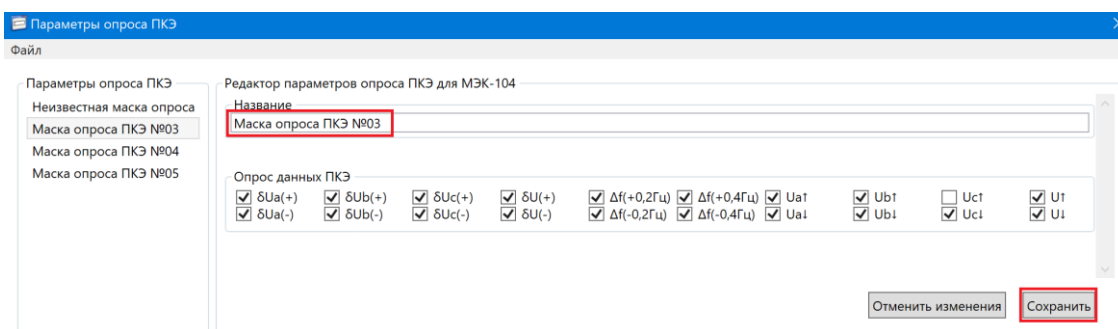 Параметры опроса ПКЭ
Файл
Параметры опроса ПКЭ
Неизвестная маска опроса
Маска опроса ПКЭ №03
Маска опроса ПКЭ №04
Маска опроса ПКЭ №05
Редактор параметров опроса ПКЭ для МЭК-104
Название
Маска опроса ПКЭ №03
Опрос данных ПКЭ
δUa(+) δUb(+) δUc(+) δU(+) Δf(+0,2Гц) Δf(+0,4Гц) Ua↑ Ub↑ Uc↑ U↑
δUa(-) δUb(-) δUc(-) δU(-) Δf(-0,2Гц) Δf(-0,4Гц) Ua↓ Ub↓ Uc↓ U↓
Отменить изменения Сохранить